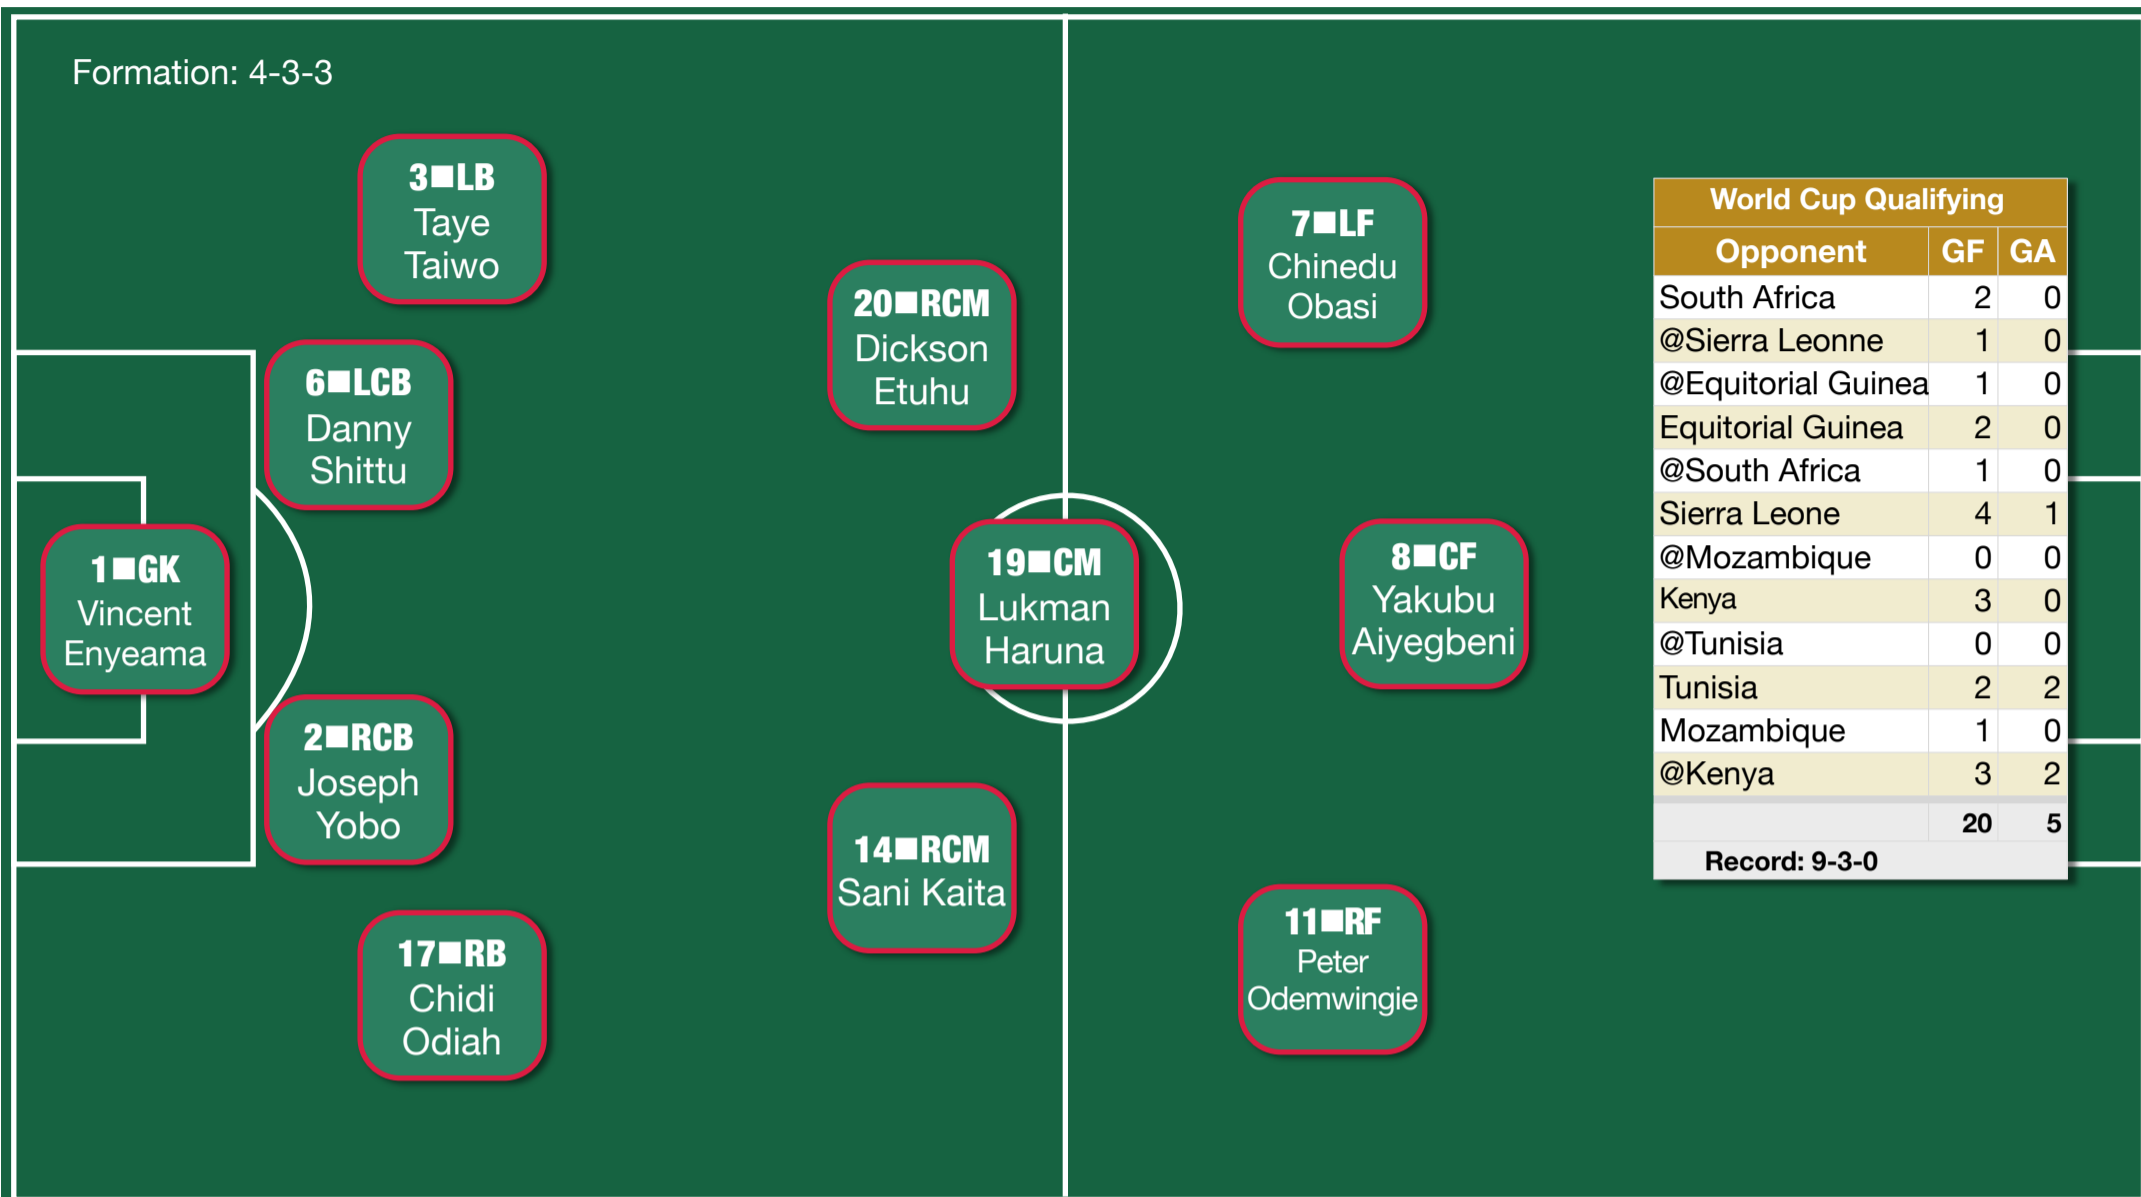 Formation: 4-3-3
3■LB
Taye
Taiwo
6■LCB
Danny
Shittu
1■GK
Vincent
Enyeama
2■RCB
Joseph
Yobo
17■RB
Chidi
Odiah
20■RCM
Dickson
Etuhu
19■CM
Lukman
Haruna
14■RCM
Sani Kaita
7■LF
Chinedu
Obasi
8■CF
Yakubu
Aiyegbeni
11■RF
Peter
Odemwingie
World Cup Qualifying
Opponent GF GA
South Africa 2 0
@Sierra Leonne 1 0
@Equitorial Guinea 1 0
Equitorial Guinea 2 0
@South Africa 1 0
Sierra Leone 4 1
@Mozambique 0 0
Kenya 3 0
@Tunisia 0 0
Tunisia 2 2
Mozambique 1 0
@Kenya 3 2
20 5
Record: 9-3-0